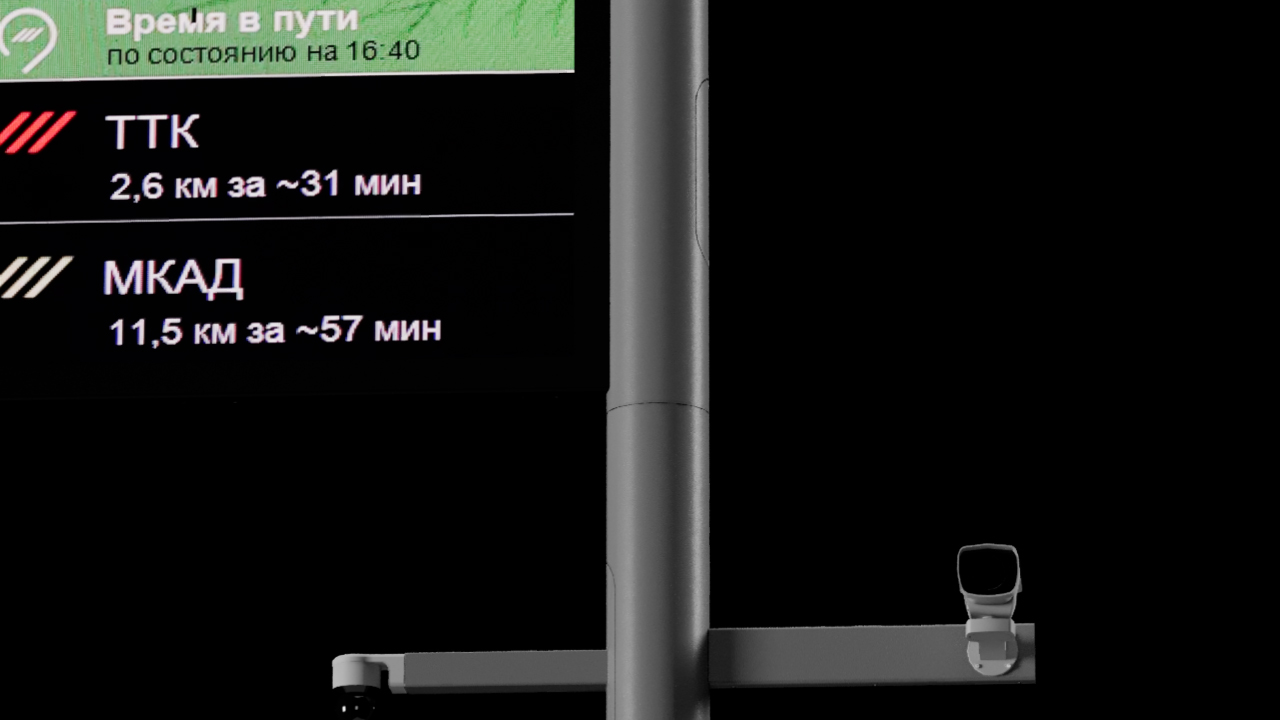 Время в пути
по состоянию на 16:40
ТТК
2,6 км за ~31 мин
МКАД
11,5 км за ~57 мин